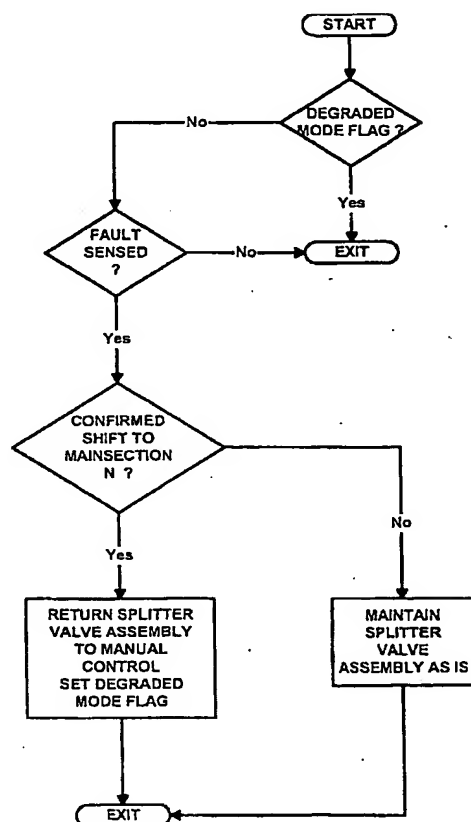 START
DEGRADED
MODE FLAG ?
No
Yes
FAULT
SENSED
?
No
EXIT
Yes
CONFIRMED
SHIFT TO
MAINSECTION
N ?
No
Yes
RETURN SPLITTER
VALVE ASSEMBLY
TO MANUAL
CONTROL
SET DEGRADED
MODE FLAG
MAINTAIN
SPLITTER
VALVE
ASSEMBLY AS IS
EXIT